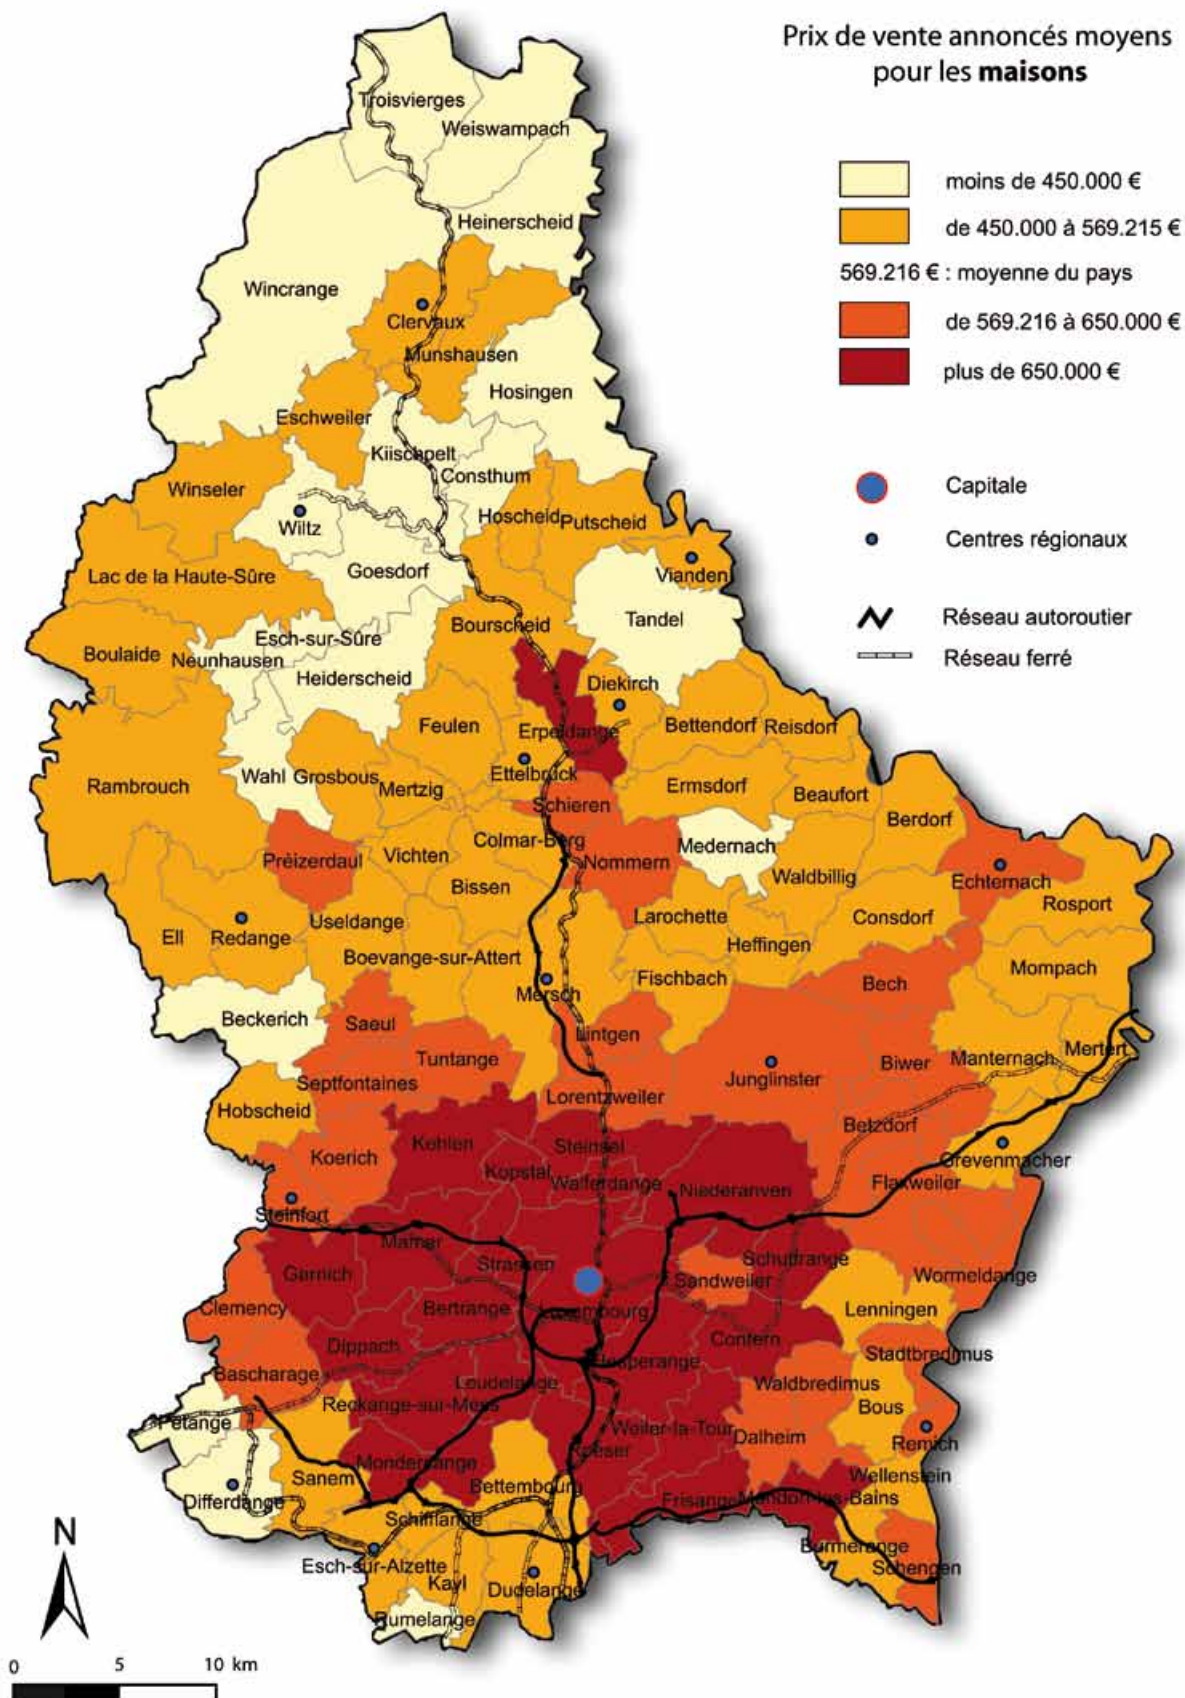 Prix de vente annoncés moyens
pour les maisons
moins de 450.000 €
de 450.000 à 569.215 €
569.216 € : moyenne du pays
de 569.216 à 650.000 €
plus de 650.000 €
Capitale
Centres régionaux
Réseau autoroutier
Réseau ferré
Troisvierges
Weiswampach
Heinerscheid
Wincrange
Clervaux
Munshausen
Hosingen
Eschweiler
Kiischpelt
Consthum
Winseler
Wiltz
Hoscheid
Putscheid
Goesdorf
Lac de la Haute-Sûre
Vianden
Tandel
Bourscheid
Esch-sur-Sûre
Boulaide
Neunhausen
Heiderscheid
Diekirch
Feulen
Erpeldange
Bettendorf
Reisdorf
Rambrouch
Wahl
Grosbous
Mertzig
Ettelbrück
Ermsdorf
Beaufort
Schieren
Berdorf
Préizerdaul
Vichten
Colmar-Berg
Nommern
Medernach
Waldbillig
Echternach
Bissen
Rosport
Useldange
Larochette
Consdorf
Ell
Redange
Heffingen
Boevange-sur-Attert
Fischbach
Mompach
Mersch
Bech
Beckerich
Saeul
Lintgen
Tuntange
Septfontaines
Junglinster
Biwer
Manternach
Mertert
Hobscheid
Lorentzweiler
Betzdorf
Kehlen
Steinsel
Koerich
Kopstal
Walferdange
Niederanven
Grevenmacher
Flaxweiler
Steinfort
Mamer
Strassen
Schuttrange
Garnich
Sandweiler
Wormeldange
Clemency
Bertrange
Luxembourg
Lenningen
Dippach
Contern
Hesperange
Stadtbredimus
Bascharage
Leudelange
Waldbredimus
Reckange-sur-Mess
Bous
Pétange
Weiler-la-Tour
Dalheim
Remich
Roeser
Mondercange
Sanem
Bettembourg
Wellenstein
Differdange
Frisange
Mondorf-les-Bains
Schifflange
Burmerange
Esch-sur-Alzette
Schengen
Kayl
Dudelange
Rumelange
N
0 5 10 km